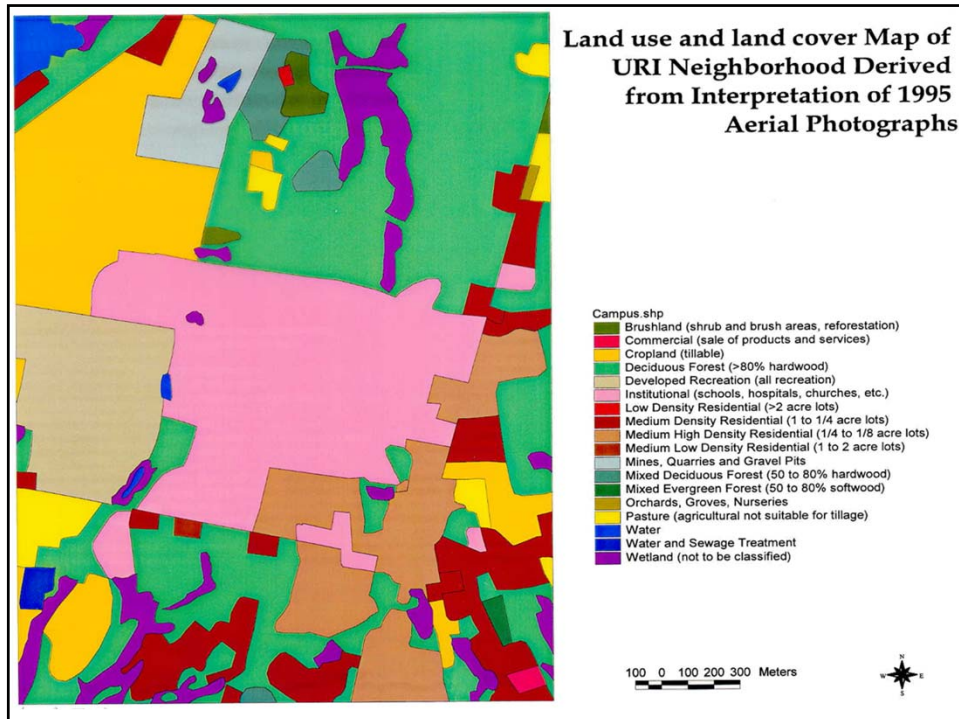 Land use and land cover Map of
URI Neighborhood Derived
from Interpretation of 1995
Aerial Photographs
Campus.shp
Brushland (shrub and brush areas, reforestation)
Commercial (sale of products and services)
Cropland (tillable)
Deciduous Forest (>80% hardwood)
Developed Recreation (all recreation)
Institutional (schools, hospitals, churches, etc.)
Low Density Residential (>2 acre lots)
Medium Density Residential (1 to 1/4 acre lots)
Medium High Density Residential (1/4 to 1/8 acre lots)
Medium Low Density Residential (1 to 2 acre lots)
Mines, Quarries and Gravel Pits
Mixed Deciduous Forest (50 to 80% hardwood)
Mixed Evergreen Forest (50 to 80% softwood)
Orchards, Groves, Nurseries
Pasture (agricultural not suitable for tillage)
Water
Water and Sewage Treatment
Wetland (not to be classified)
100 0 100 200 300 Meters
N
W E
S